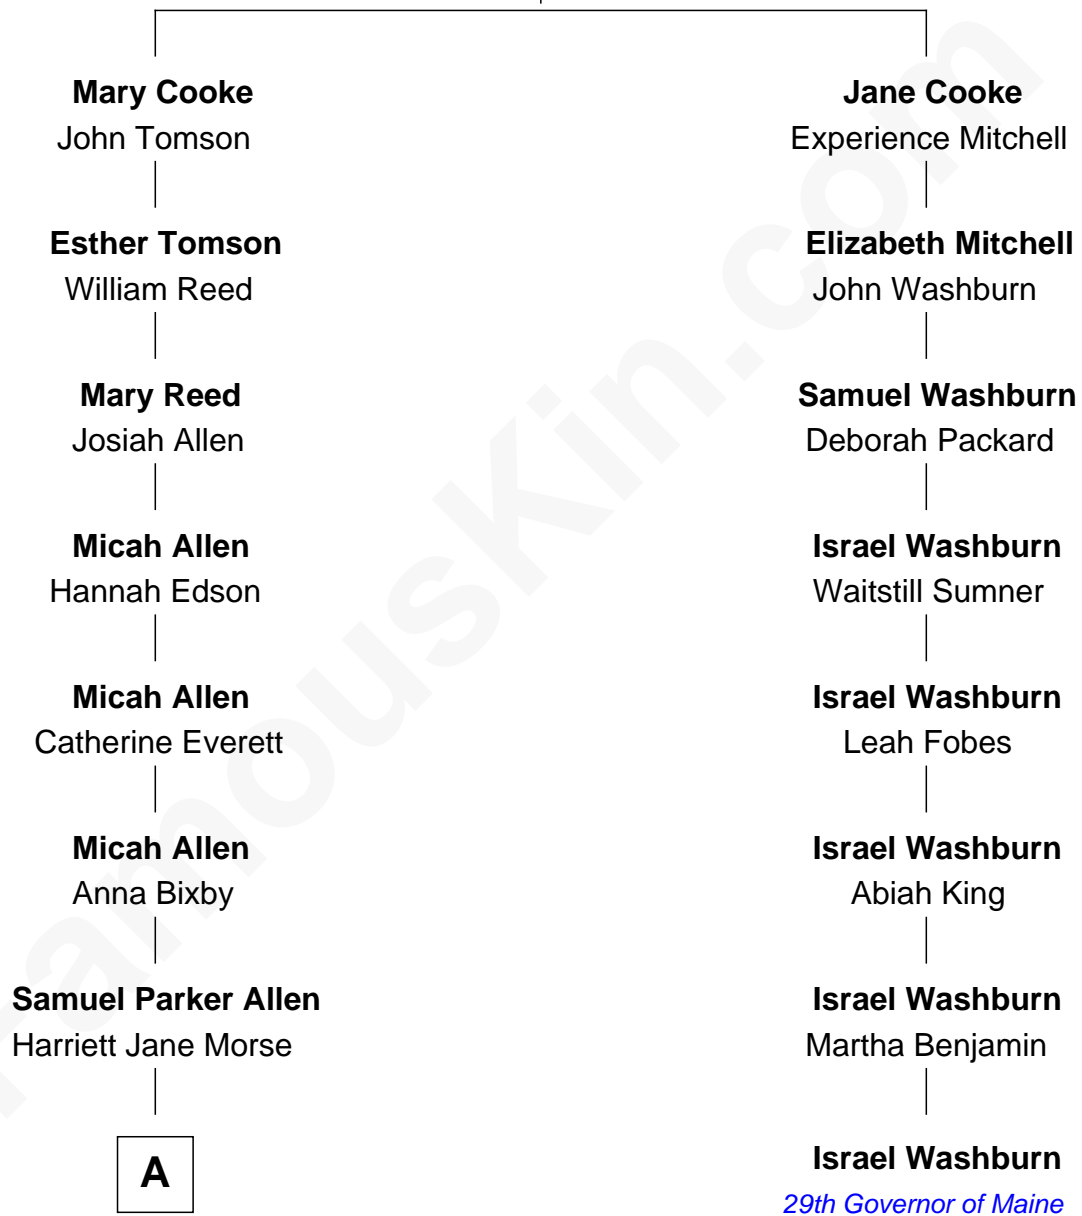 Mary Cooke
John Tomson
Jane Cooke
Experience Mitchell
Esther Tomson
William Reed
Elizabeth Mitchell
John Washburn
Mary Reed
Josiah Allen
Samuel Washburn
Deborah Packard
Micah Allen
Hannah Edson
Israel Washburn
Waitstill Sumner
Micah Allen
Catherine Everett
Israel Washburn
Leah Fobes
Micah Allen
Anna Bixby
Israel Washburn
Abiah King
Samuel Parker Allen
Harriett Jane Morse
Israel Washburn
Martha Benjamin
A
Israel Washburn
29th Governor of Maine
FamousKin.com